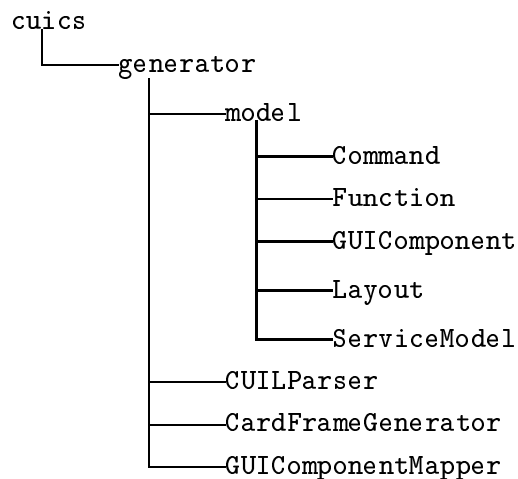 cuics
generator
model
Command
Function
GUIComponent
Layout
ServiceModel
CUILParser
CardFrameGenerator
GUIComponentMapper